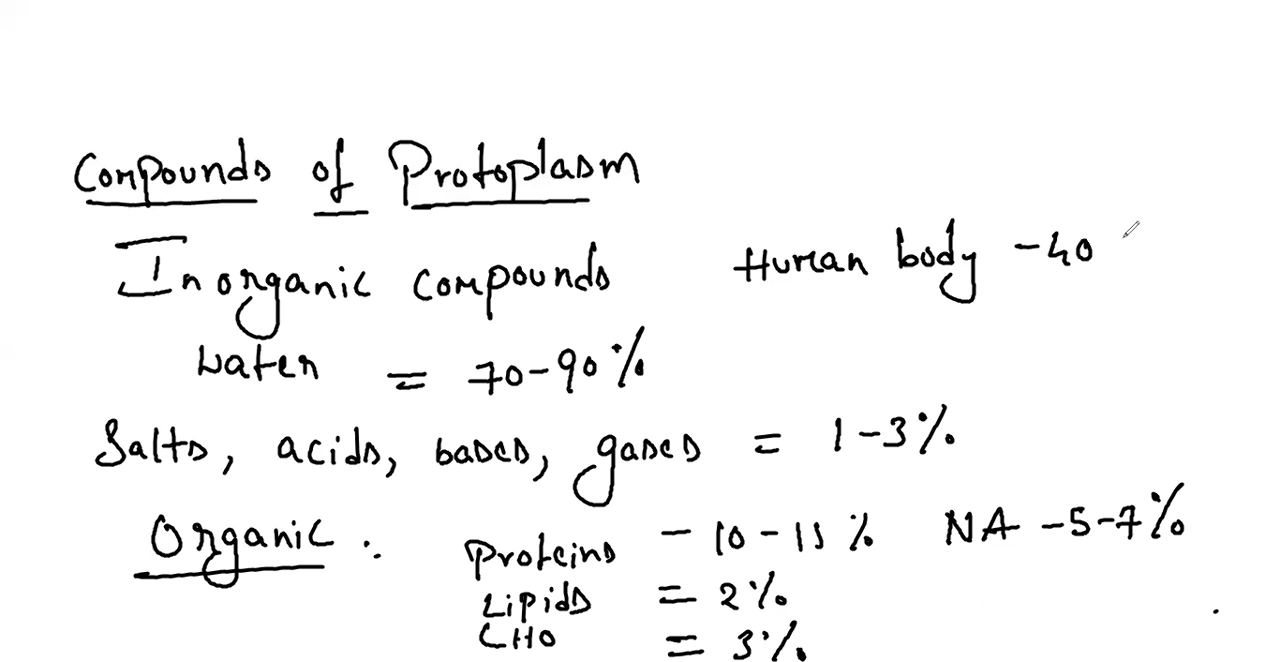 Compounds of Protoplasm
Inorganic compounds
Human body - 40
Water = 70-90%
Salts, acids, bases, gases = 1-3%
Organic :
Proteins - 10-15 %
NA -5-7%
Lipids = 2%
CHO = 3%